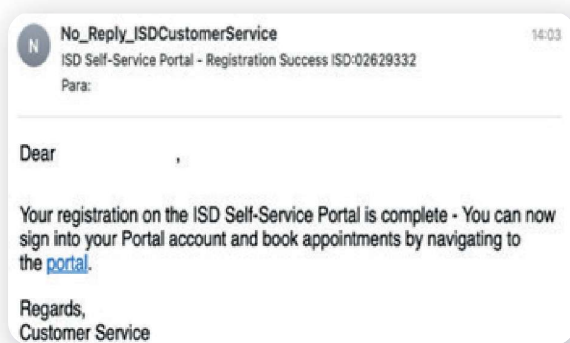 N
No_Reply_ISDCustomerService
14:03
ISD Self-Service Portal - Registration Success ISD:02629332
Para:
Dear ,
Your registration on the ISD Self-Service Portal is complete - You can now
sign into your Portal account and book appointments by navigating to
the portal.
Regards,
Customer Service